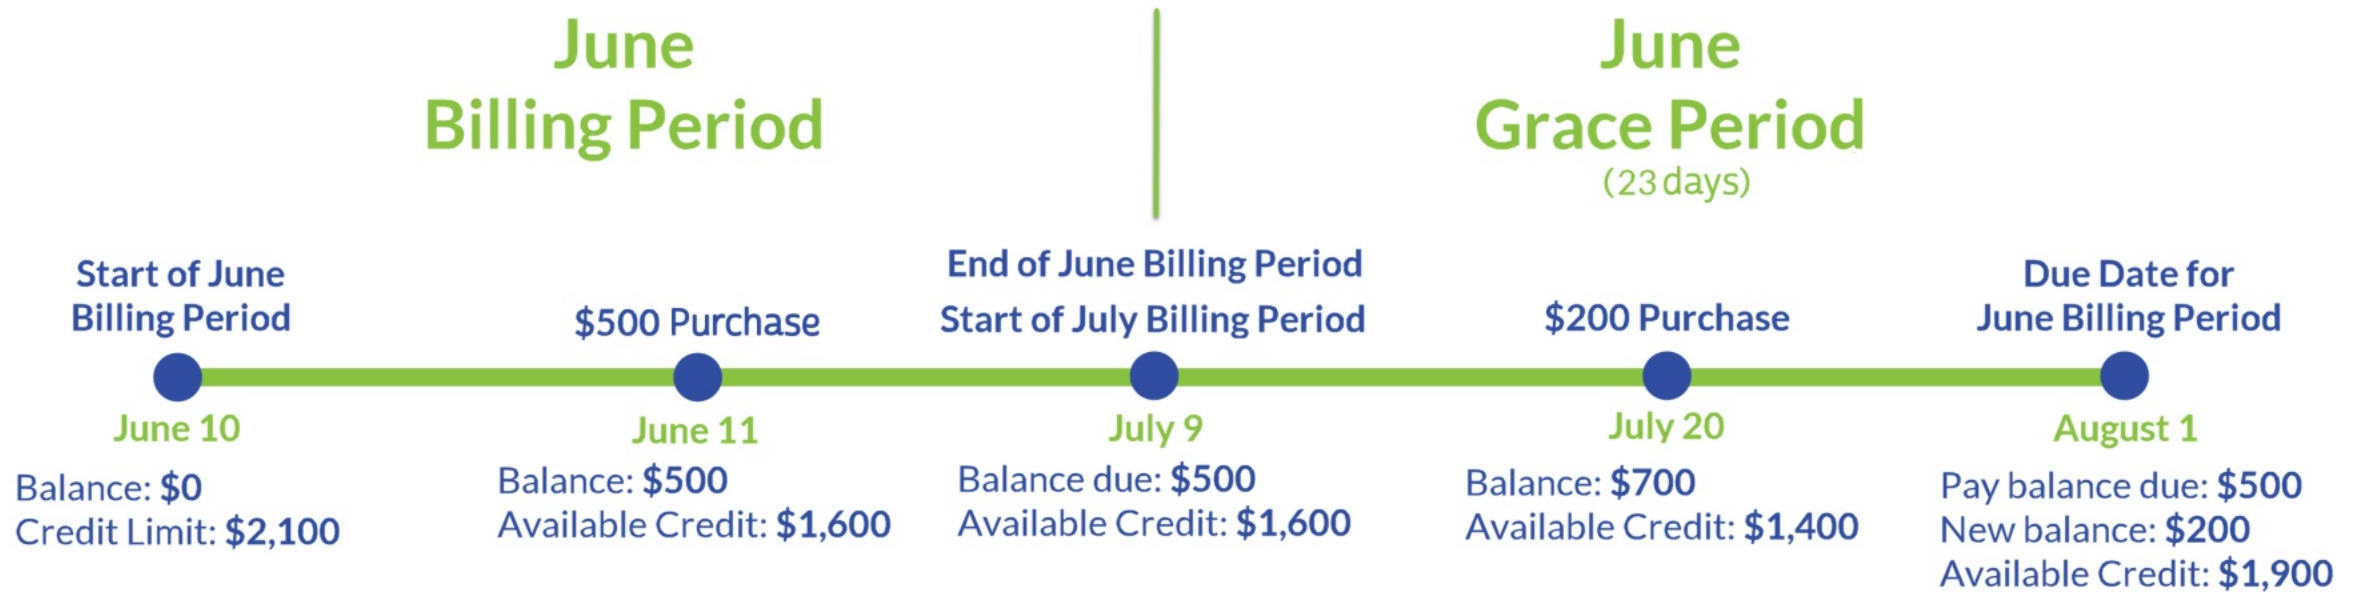 June
Billing Period
June
Grace Period
(23 days)
Start of June
Billing Period
$500 Purchase
End of June Billing Period
Start of July Billing Period
$200 Purchase
Due Date for
June Billing Period
June 10
June 11
July 9
July 20
August 1
Balance: $0
Credit Limit: $2,100
Balance: $500
Available Credit: $1,600
Balance due: $500
Available Credit: $1,600
Balance: $700
Available Credit: $1,400
Pay balance due: $500
New balance: $200
Available Credit: $1,900